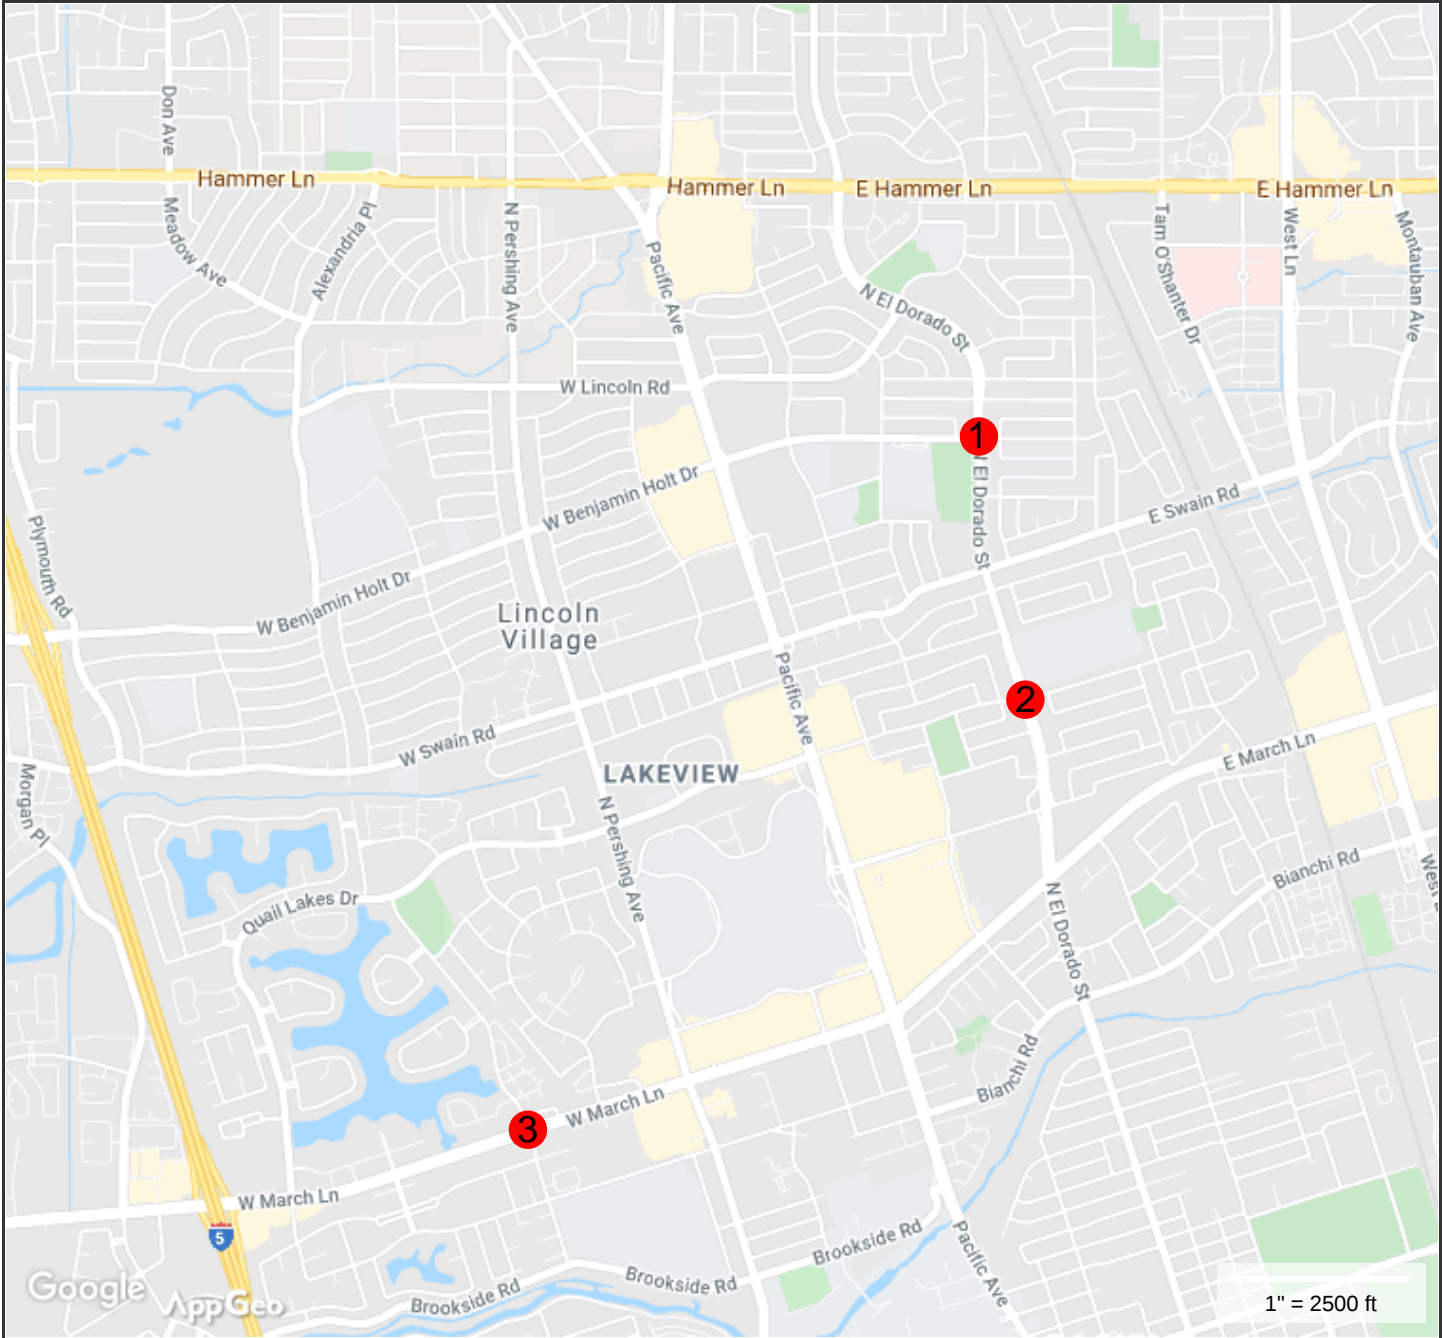 Don Ave
Hammer Ln
Hammer Ln
E Hammer Ln
E Hammer Ln
Meadow Ave
Alexandria Pl
N Pershing Ave
Pacific Ave
N El Dorado St
Tam O'Shanter Dr
West Ln
Montauban Ave
W Lincoln Rd
1
W Benjamin Holt Dr
El Dorado St
E Swain Rd
Plymouth Rd
W Benjamin Holt Dr
Lincoln
Village
Pacific Ave
2
W Swain Rd
LAKEVIEW
E March Ln
Morgan Pl
N Pershing Ave
Quail Lakes Dr
Bianchi Rd
N El Dorado St
Bianchi Rd
W March Ln
3
W March Ln
5
Brookside Rd
Pacific Ave
Brookside Rd
Brookside Rd
Google
AppGeo
1" = 2500 ft